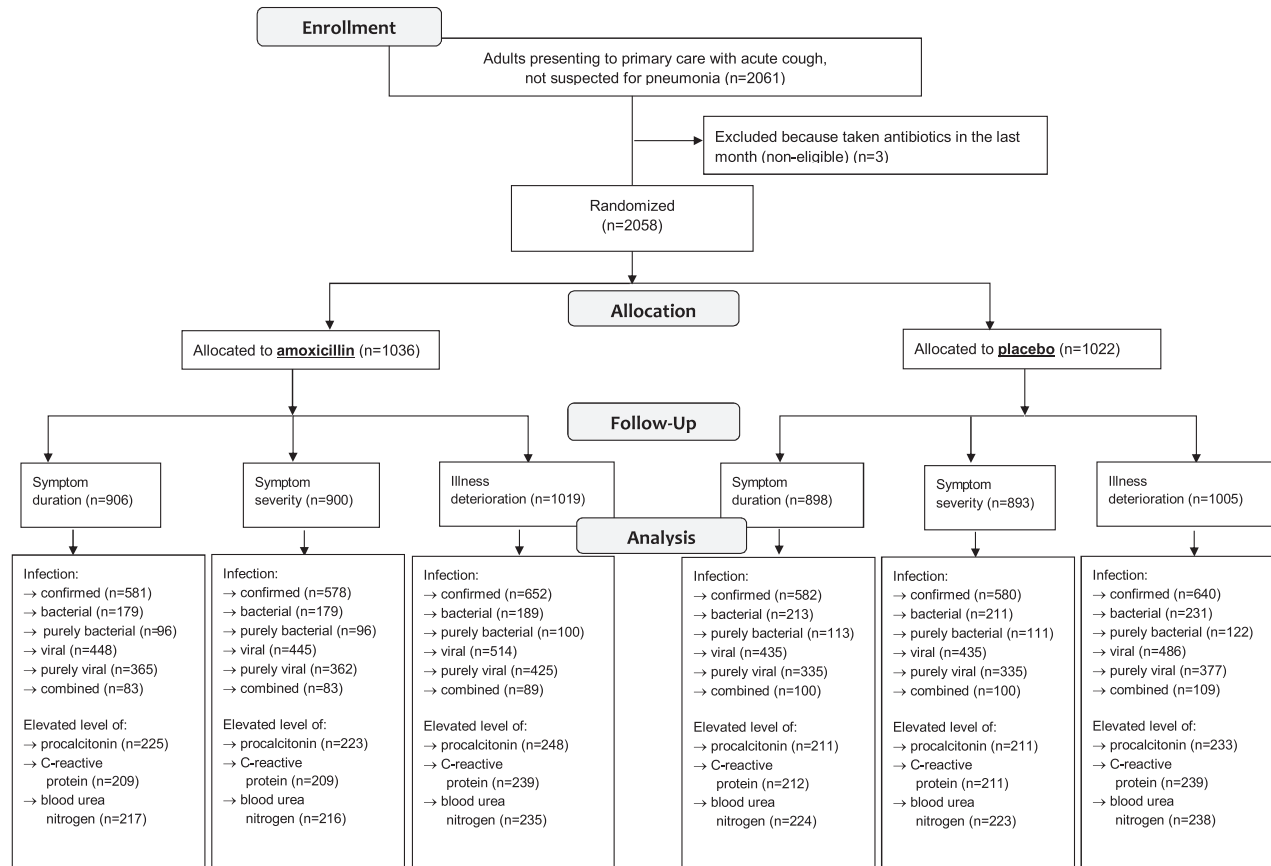 Enrollment
Adults presenting to primary care with acute cough,
not suspected for pneumonia (n=2061)
Excluded because taken antibiotics in the last
month (non-eligible) (n=3)
Randomized
(n=2058)
Allocation
Allocated to amoxicillin (n=1036)
Allocated to placebo (n=1022)
Follow-Up
Symptom
duration (n=906)
Symptom
severity (n=900)
Illness
deterioration (n=1019)
Symptom
duration (n=898)
Symptom
severity (n=893)
Illness
deterioration (n=1005)
Analysis
Infection:
→ confirmed (n=581)
→ bacterial (n=179)
→ purely bacterial (n=96)
→ viral (n=448)
→ purely viral (n=365)
→ combined (n=83)
Elevated level of:
→ procalcitonin (n=225)
→ C-reactive
protein (n=209)
→ blood urea
nitrogen (n=217)
Infection:
→ confirmed (n=578)
→ bacterial (n=179)
→ purely bacterial (n=96)
→ viral (n=445)
→ purely viral (n=362)
→ combined (n=83)
Elevated level of:
→ procalcitonin (n=223)
→ C-reactive
protein (n=209)
→ blood urea
nitrogen (n=216)
Infection:
→ confirmed (n=652)
→ bacterial (n=189)
→ purely bacterial (n=100)
→ viral (n=514)
→ purely viral (n=425)
→ combined (n=89)
Elevated level of:
→ procalcitonin (n=248)
→ C-reactive
protein (n=239)
→ blood urea
nitrogen (n=235)
Infection:
→ confirmed (n=582)
→ bacterial (n=213)
→ purely bacterial (n=113)
→ viral (n=435)
→ purely viral (n=335)
→ combined (n=100)
Elevated level of:
→ procalcitonin (n=211)
→ C-reactive
protein (n=212)
→ blood urea
nitrogen (n=224)
Infection:
→ confirmed (n=580)
→ bacterial (n=211)
→ purely bacterial (n=111)
→ viral (n=435)
→ purely viral (n=335)
→ combined (n=100)
Elevated level of:
→ procalcitonin (n=211)
→ C-reactive
protein (n=211)
→ blood urea
nitrogen (n=223)
Infection:
→ confirmed (n=640)
→ bacterial (n=231)
→ purely bacterial (n=122)
→ viral (n=486)
→ purely viral (n=377)
→ combined (n=109)
Elevated level of:
→ procalcitonin (n=233)
→ C-reactive
protein (n=239)
→ blood urea
nitrogen (n=238)